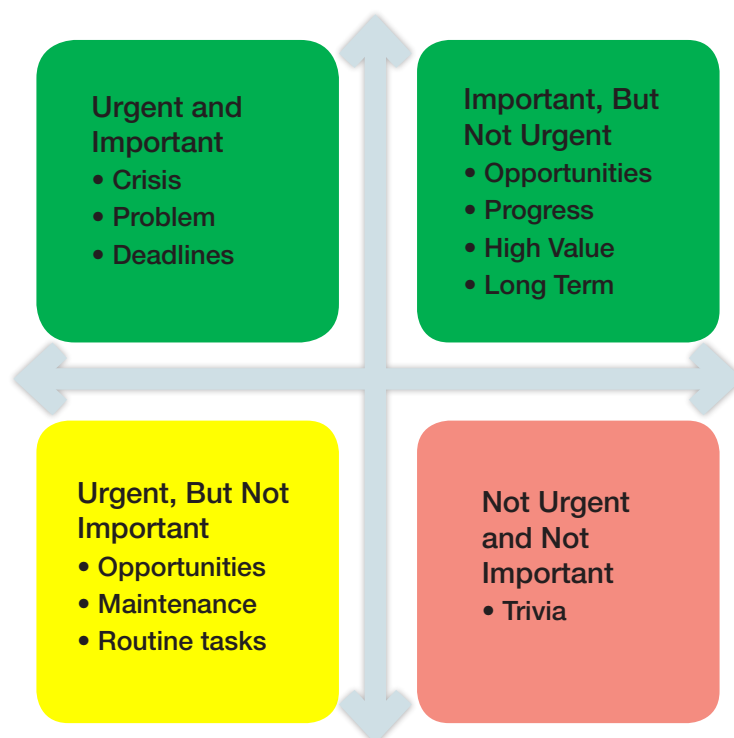 Urgent and
Important
• Crisis
• Problem
• Deadlines
Important, But
Not Urgent
• Opportunities
• Progress
• High Value
• Long Term
Urgent, But Not
Important
• Opportunities
• Maintenance
• Routine tasks
Not Urgent
and Not
Important
• Trivia